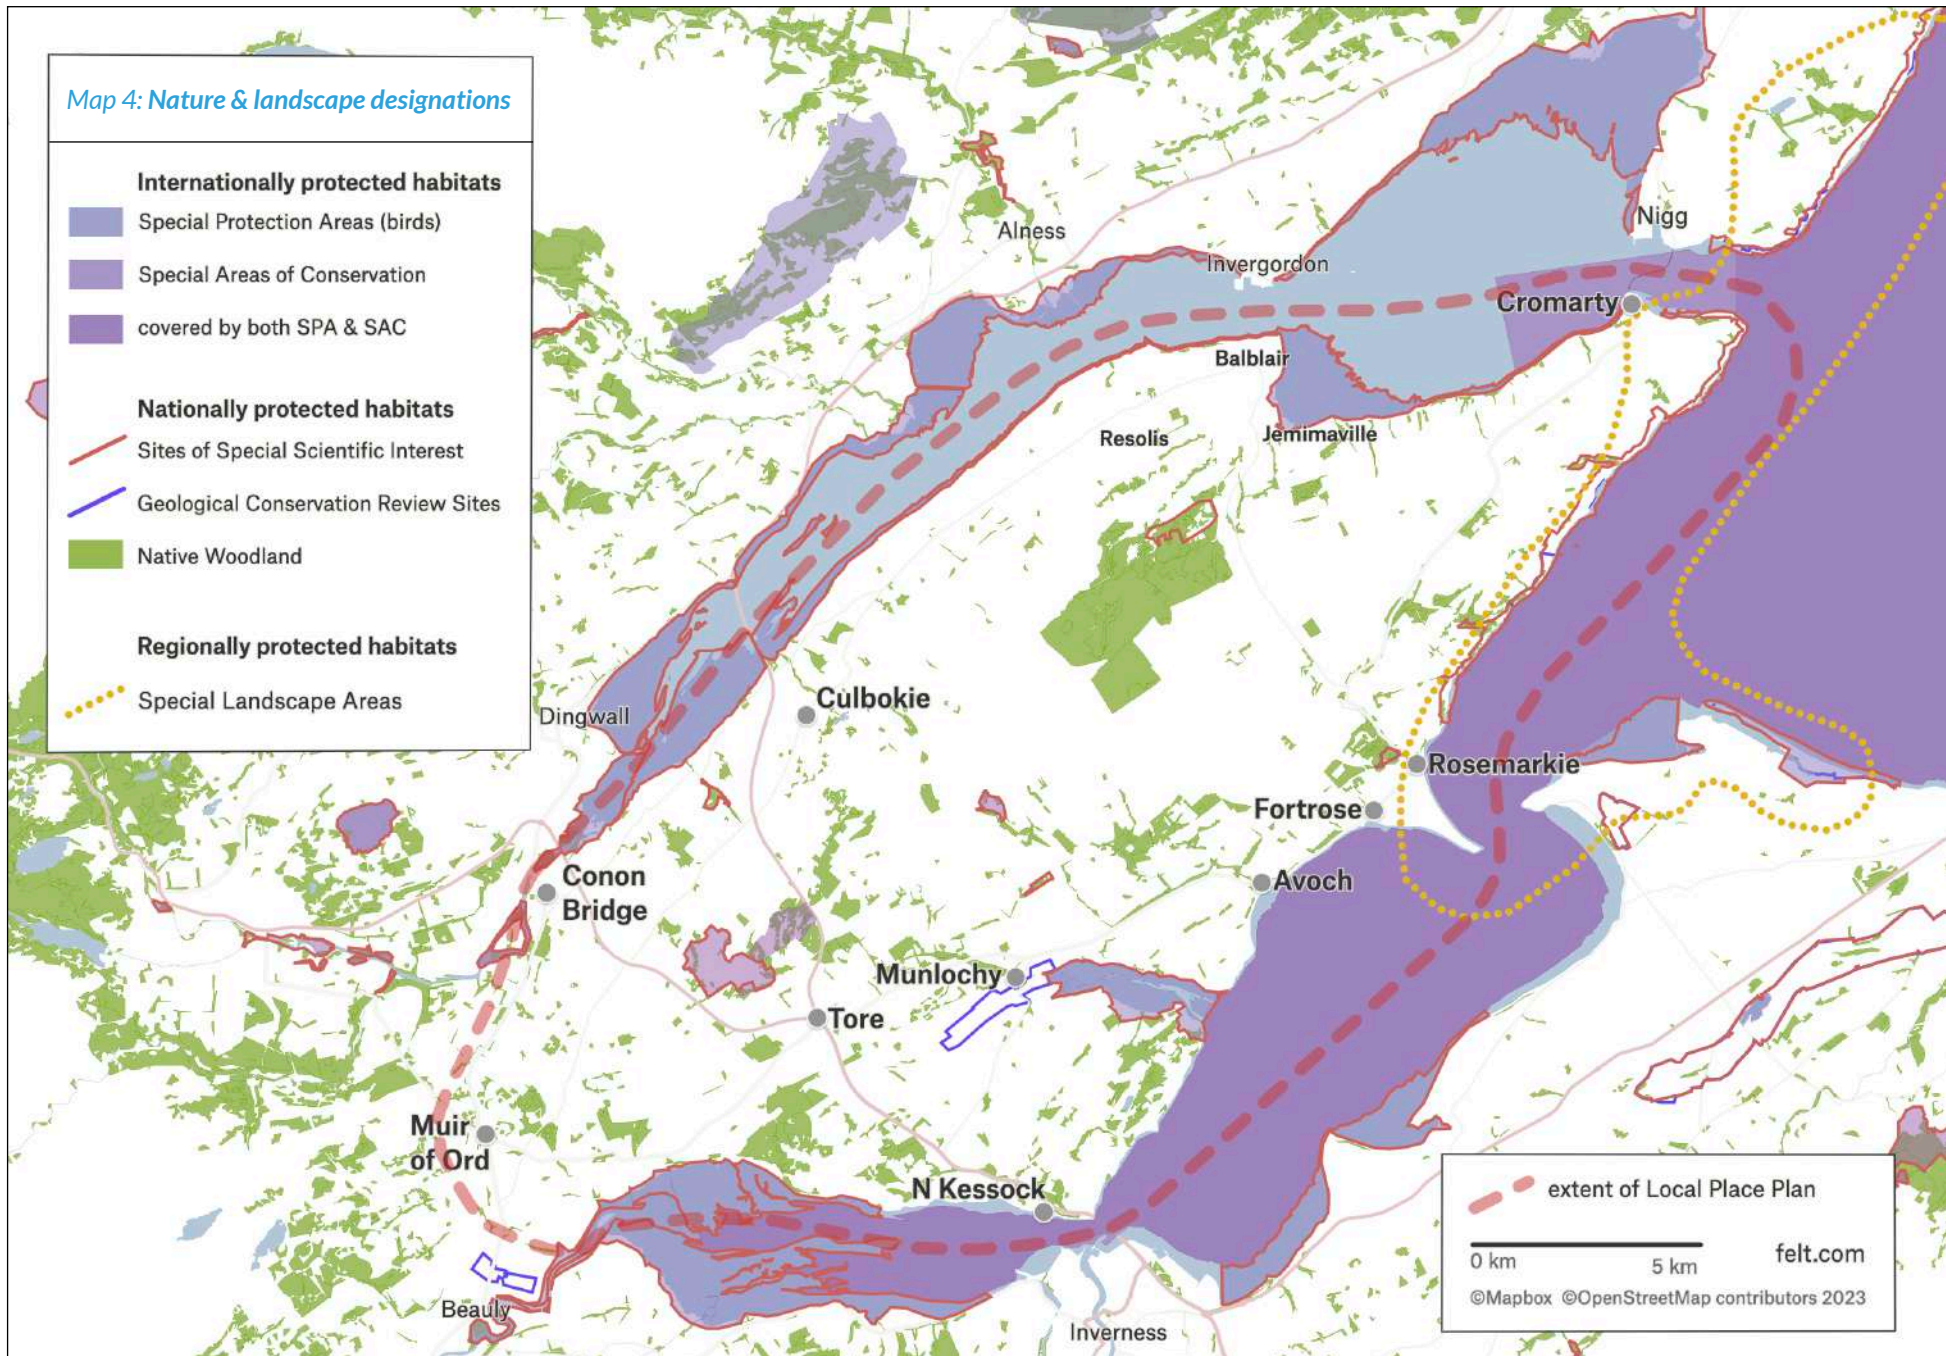 Map 4: Nature & landscape designations
Internationally protected habitats
Special Protection Areas (birds)
Special Areas of Conservation
covered by both SPA & SAC
Nationally protected habitats
Sites of Special Scientific Interest
Geological Conservation Review Sites
Native Woodland
Regionally protected habitats
Special Landscape Areas
Alness
Nigg
Invergordon
Cromarty
Balblair
Resolis
Jemimaville
Culbokie
Dingwall
Rosemarkie
Fortrose
Conon
Bridge
Avoch
Munlochy
Tore
Muir
of Ord
N Kessock
Beauly
Inverness
extent of Local Place Plan
0 km
5 km
felt.com
©Mapbox ©OpenStreetMap contributors 2023